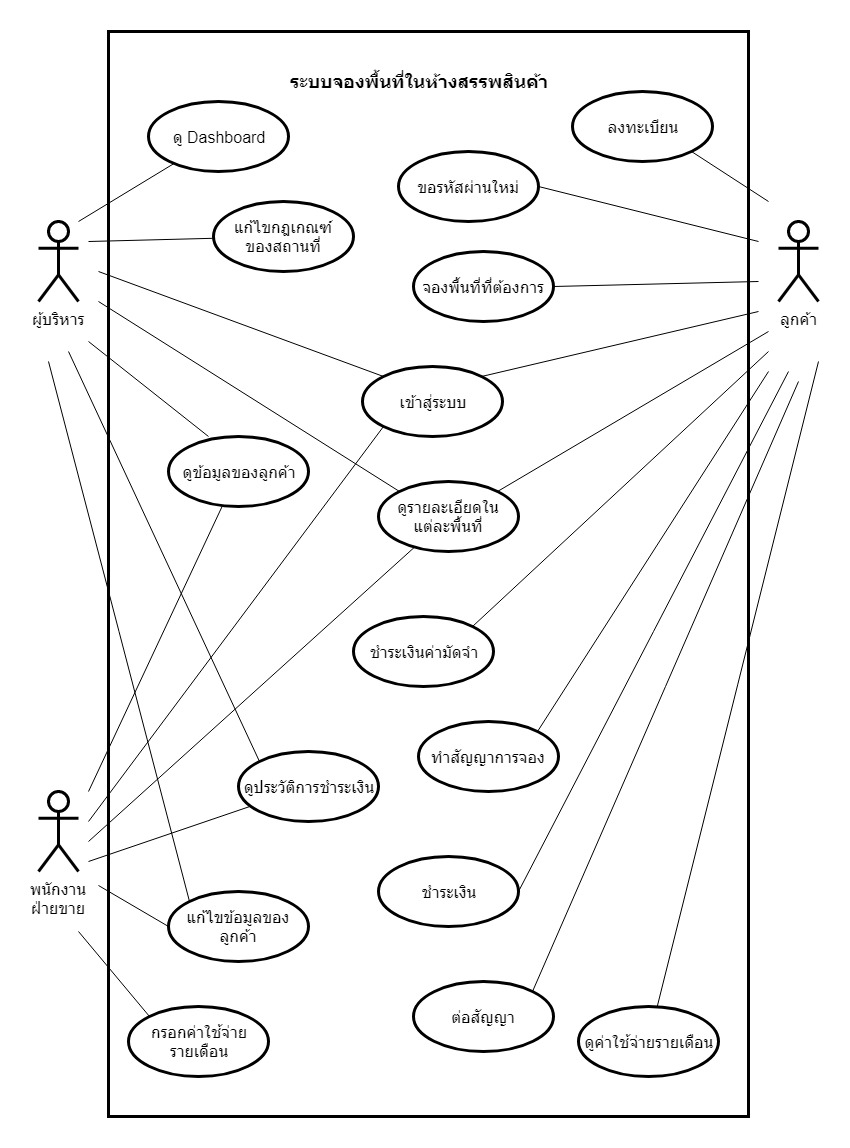 ระบบจองพื้นที่ในห้างสรรพสินค้า
ดู Dashboard
ลงทะเบียน
ขอรหัสผ่านใหม่
แก้ไขกฎเกณฑ์
ของสถานที่
จองพื้นที่ที่ต้องการ
ผู้บริหาร
ลูกค้า
เข้าสู่ระบบ
ดูข้อมูลของลูกค้า
ดูรายละเอียดใน
แต่ละพื้นที่
ชำระเงินค่ามัดจำ
ทำสัญญาการจอง
ดูประวัติการชำระเงิน
พนักงาน
ฝ่ายขาย
ชำระเงิน
แก้ไขข้อมูลของ
ลูกค้า
ต่อสัญญา
กรอกค่าใช้จ่าย
รายเดือน
ดูค่าใช้จ่ายรายเดือน